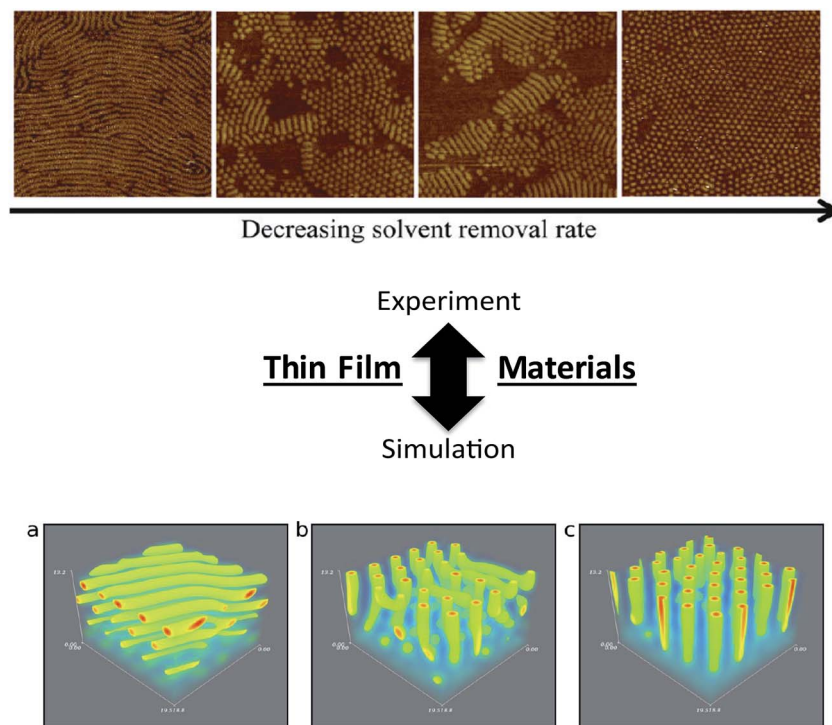 Decreasing solvent removal rate
Experiment
Thin Film Materials
Simulation
a b c